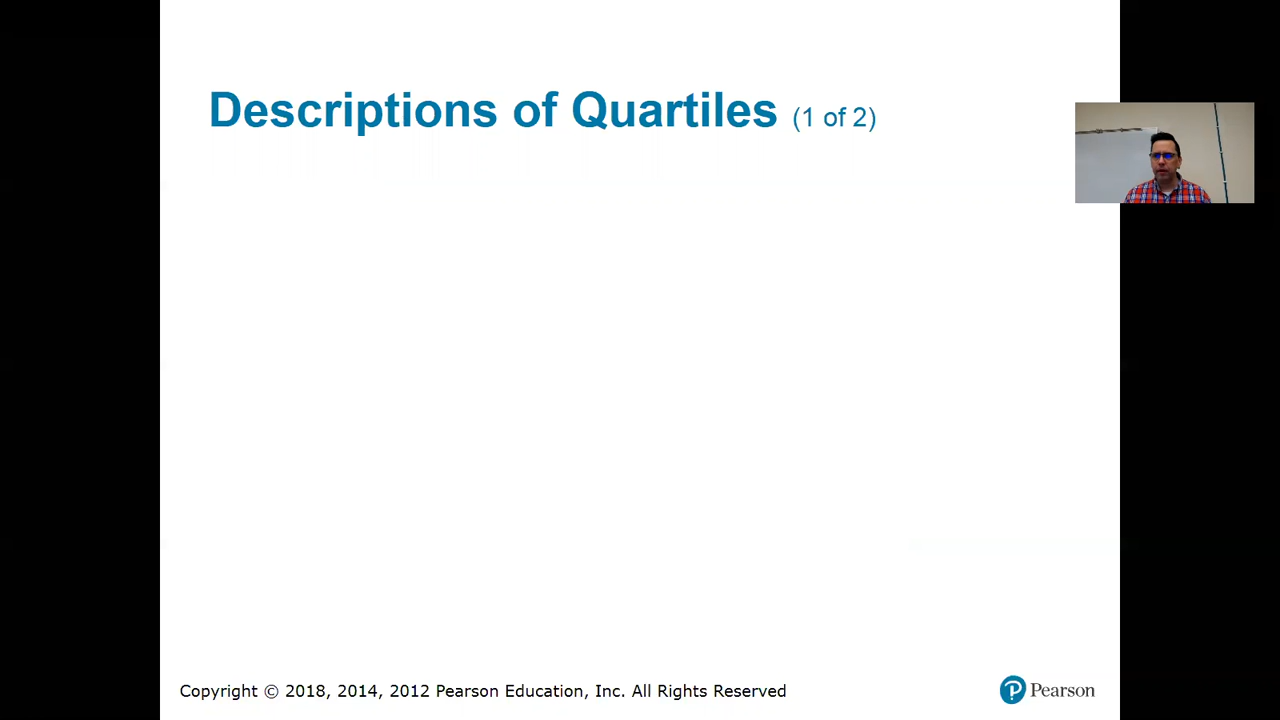 Descriptions of Quartiles (1 of 2)
Copyright © 2018, 2014, 2012 Pearson Education, Inc. All Rights Reserved
Pearson